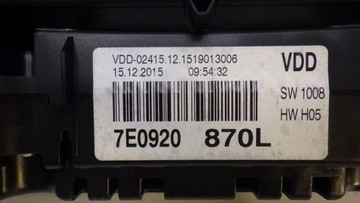 VDD-02415.12.1519013006
15.12.2015 09:54:32
VDD
SW 1008
HW H05
7E0920 870L